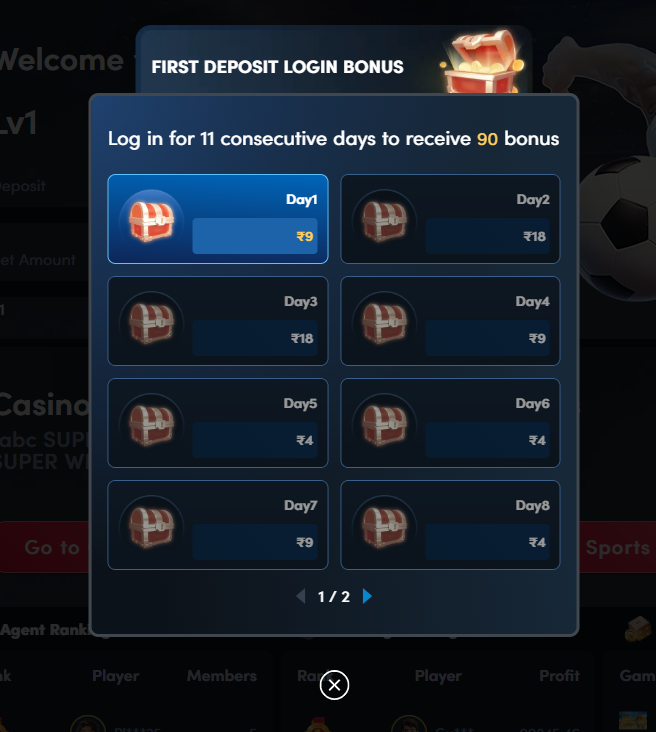 FIRST DEPOSIT LOGIN BONUS
Welcome
Lv1
Deposit
Log in for 11 consecutive days to receive 90 bonus
Day1
₹9
Day2
₹18
Day3
₹18
Day4
₹9
Day5
₹4
Day6
₹4
Day7
₹9
Day8
₹4
1 / 2
Amount
1
Casino
SUPER
Go to
Sports
Agent
Player
Members
Player
Profit